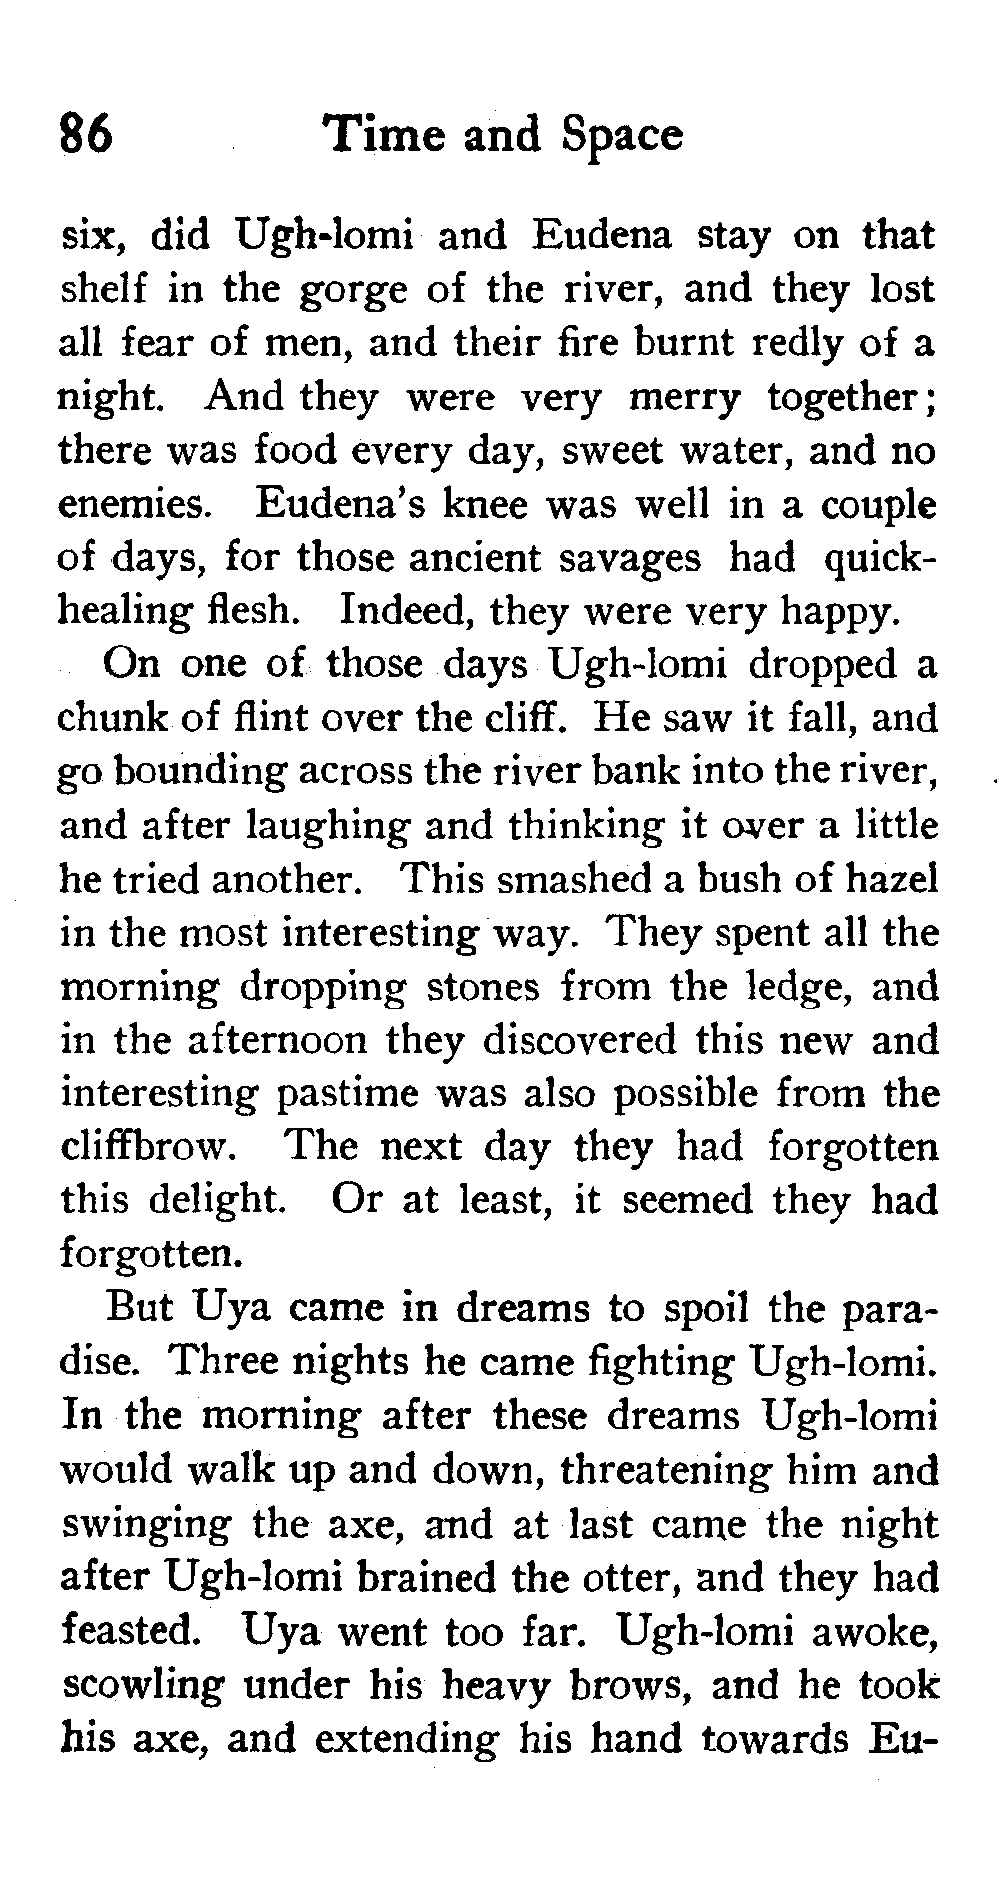 86 Time and Space
six, did Ugh-lomi and Eudena stay on that
shelf in the gorge of the river, and they lost
all fear of men, and their fire burnt redly of a
night. And they were very merry together;
there was food every day, sweet water, and no
enemies. Eudena's knee was well in a couple
of days, for those ancient savages had quick-
healing flesh. Indeed, they were very happy.
On one of those days Ugh-lomi dropped a
chunk of flint over the cliff. He saw it fall, and
go bounding across the river bank into the river,
and after laughing and thinking it over a little
he tried another. This smashed a bush of hazel
in the most interesting way. They spent all the
morning dropping stones from the ledge, and
in the afternoon they discovered this new and
interesting pastime was also possible from the
cliffbrow. The next day they had forgotten
this delight. Or at least, it seemed they had
forgotten.
But Uya came in dreams to spoil the para-
dise. Three nights he came fighting Ugh-lomi.
In the morning after these dreams Ugh-lomi
would walk up and down, threatening him and
swinging the axe, and at last came the night
after Ugh-lomi brained the otter, and they had
feasted. Uya went too far. Ugh-lomi awoke,
scowling under his heavy brows, and he took
his axe, and extending his hand towards Eu-